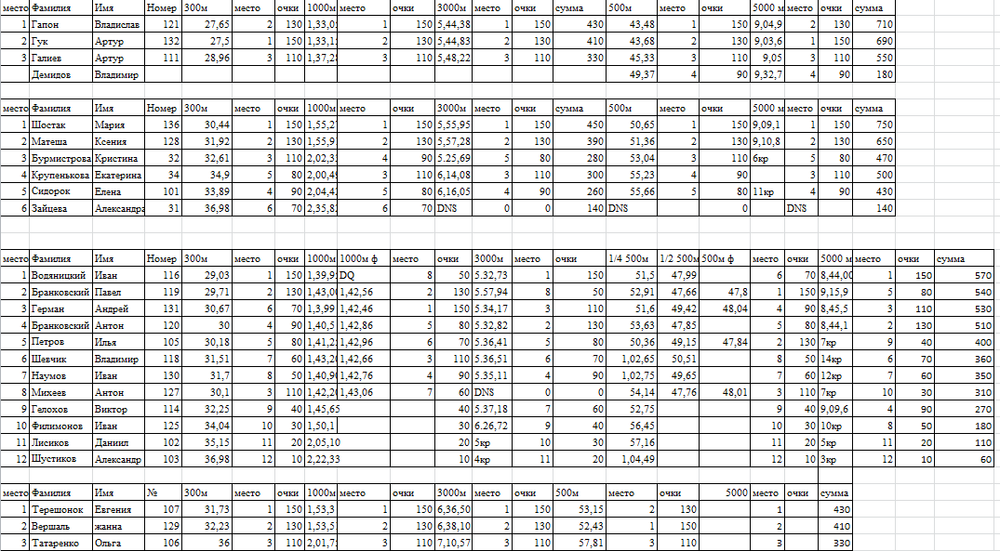 место Фамилия Имя Номер 300м место очки 1000м место очки 3000м место очки сумма 500м место очки 5000 м место очки сумма
1 Гапон Владислав 121 27,65 2 130 1,33,0 1 150 5,44,38 1 150 430 43,48 1 150 9,04,9 2 130 710
2 Гук Артур 132 27,5 1 150 1,33,1 2 130 5,44,83 2 130 410 43,68 2 130 9,03,6 1 150 690
3 Галиев Артур 111 28,96 3 110 1,37,2 3 110 5,48,22 3 110 330 45,33 3 110 9,05 3 110 550
Демидов Владимир 49,37 4 90 9,32,7 4 90 180
место Фамилия Имя Номер 300м место очки 1000м место очки 3000м место очки сумма 500м место очки 5000 м место очки сумма
1 Шостак Мария 136 30,44 1 150 1,55,2 1 150 5,55,95 1 150 450 50,65 1 150 9,09,1 1 150 750
2 Матеша Ксения 128 31,92 2 130 1,55,9 2 130 5,57,28 2 130 390 51,36 2 130 9,10,8 2 130 650
3 Бурмистрова Кристина 32 32,61 3 110 2,02,3 4 90 5.25,69 5 80 280 53,04 3 110 6кр 5 80 470
4 Крупенькова Екатерина 34 34,9 5 80 2,00,4 3 110 6,14,08 3 110 300 55,23 4 90 3 110 500
5 Сидорок Елена 101 33,89 4 90 2,04,4 5 80 6,16,05 4 90 260 55,66 5 80 11кр 4 90 430
6 Зайцева Александра 31 36,98 6 70 2,35,8 6 70 DNS 0 0 140 DNS 0 DNS 140
место Фамилия Имя Номер 300м место очки 1000м 1000м ф место очки 3000м место очки 1/4 500м 1/2 500м 500м ф место очки 5000 м место очки сумма
1 Водяницкий Иван 116 29,03 1 150 1,39,9 DQ 8 50 5.32,73 1 150 51,5 47,99 6 70 8,44,00 1 150 570
2 Бранковский Павел 119 29,71 2 130 1,43,0 1,42,56 2 130 5.57,94 8 50 52,91 47,66 47,8 1 150 9,15,9 5 80 540
3 Герман Андрей 131 30,67 6 70 1,3,99 1,42,46 1 150 5.34,17 3 110 51,6 49,42 48,04 4 90 8,45,5 3 110 530
4 Бранковский Антон 120 30 4 90 1,40,5 1,42,86 5 80 5.32,82 2 130 53,63 47,85 5 80 8,44,1 2 130 510
5 Петров Илья 105 30,18 5 80 1,41,2 1,42,96 6 70 5.36,41 5 80 50,36 49,15 47,84 2 130 7кр 9 40 400
6 Шевчик Владимир 118 31,51 7 60 1,43,2 1,42,66 3 110 5.36,51 6 70 1,02,65 50,51 8 50 14кр 6 70 360
7 Наумов Иван 130 31,7 8 50 1,40,9 1,42,76 4 90 5.35,11 4 90 1,02,75 49,65 7 60 12кр 7 60 350
8 Михеев Антон 127 30,1 3 110 1,42,2 1,43,06 7 60 DNS 0 0 54,14 47,76 48,01 3 110 7кр 10 30 310
9 Гелохов Виктор 114 32,25 9 40 1,45,65 40 5.37,18 7 60 52,75 9 40 9,09,6 4 90 270
10 Филимонов Иван 125 34,04 10 30 1,50,1 30 6.26,72 9 40 56,45 10 30 10кр 8 50 180
11 Лисиков Даниил 102 35,15 11 20 2,05,10 20 5кр 10 30 57,16 11 20 5кр 11 20 110
12 Шустиков Александр 103 36,98 12 10 2,22,33 10 4кр 11 20 1,04,49 12 10 3кр 12 10 60
место Фамилия Имя № 300м место очки 1000м место очки 3000м место очки 500м место очки 5000 место очки сумма
1 Терешонок Евгения 107 31,73 1 150 1,53,3 1 150 6,36,50 1 150 53,15 2 130 1 430
2 Вершаль жанна 129 32,23 2 130 1,53,5 2 130 6,38,10 2 130 52,43 1 150 2 410
3 Татаренко Ольга 106 36 3 110 2,01,7 3 110 7,10,57 3 110 57,81 3 110 3 330